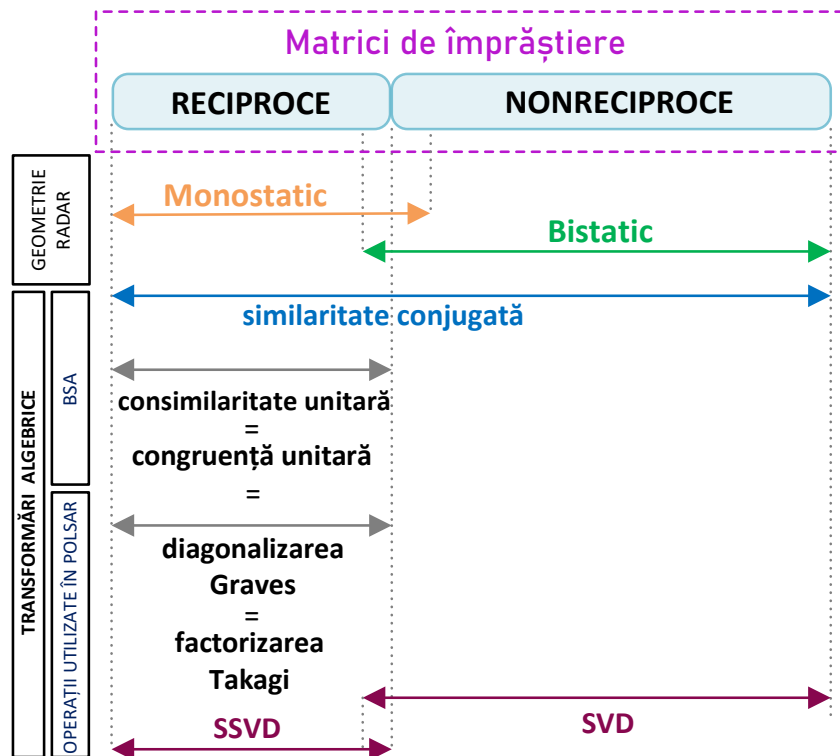 Matrici de împrăștiere
RECIPROCE
NONRECIPROCE
GEOMETRIE
RADAR
Monostatic
Bistatic
TRANSFORMĂRI ALGEBRICE
BSA
similaritate conjugată
consimilaritate unitară
=
congruență unitară
=
OPERAȚII UTILIZATE ÎN POLSAR
diagonalizarea
Graves
=
factorizarea
Takagi
SVD
SSVD